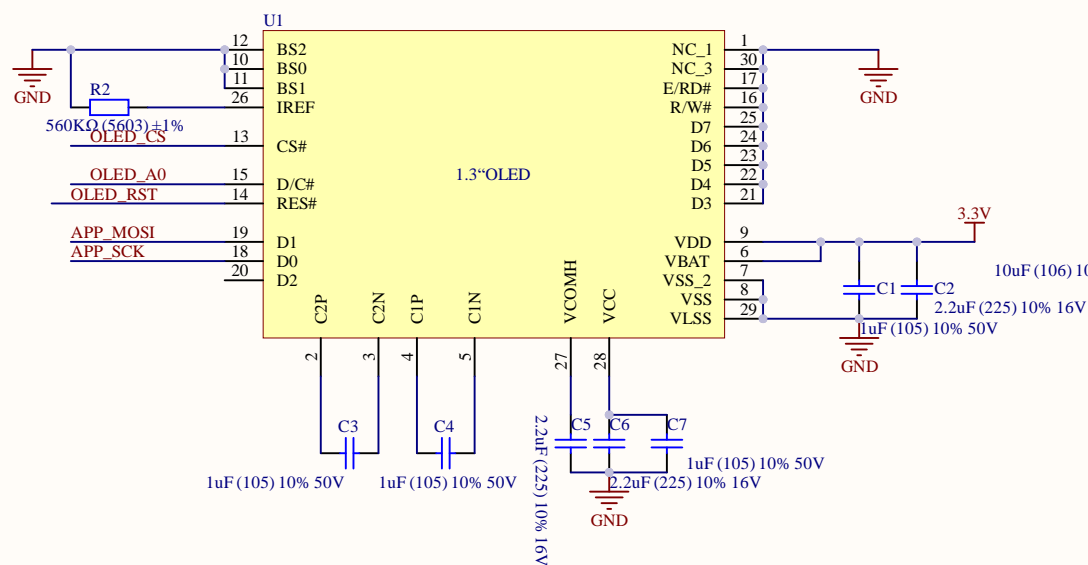 U1
12 BS2
10 BS0
11 BS1
26 IREF
GND
R2
560KΩ (5603) ±1%
OLED_CS 13 CS#
OLED_A0 15 D/C#
OLED_RST 14 RES#
APP_MOSI 19 D1
APP_SCK 18 D0
20 D2
1.3“OLED
NC_1 1
NC_3 30
E/RD# 17
R/W# 16
D7 25
D6 24
D5 23
D4 22
D3 21
VDD 9
VBAT 6
VSS_2 7
VSS 8
VLSS 29
GND
3.3V
10uF (106) 10
C1
C2
2.2uF (225) 10% 16V
1uF (105) 10% 50V
GND
C2P
C2N
C1P
C1N
VCOMH
VCC
2
3
4
5
27
28
C3
1uF (105) 10% 50V
C4
1uF (105) 10% 50V
2.2uF (225) 10% 16V
C5
C6
C7
1uF (105) 10% 50V
2.2uF (225) 10% 16V
GND